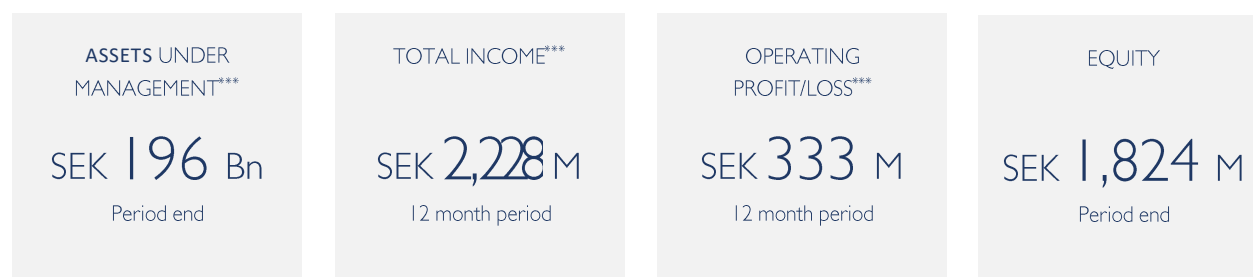 ASSETS UNDER
MANAGEMENT***
SEK 196 Bn
Period end
TOTAL INCOME***
SEK 2,228 M
12 month period
OPERATING
PROFIT/LOSS***
SEK 333 M
12 month period
EQUITY
SEK 1,824 M
Period end